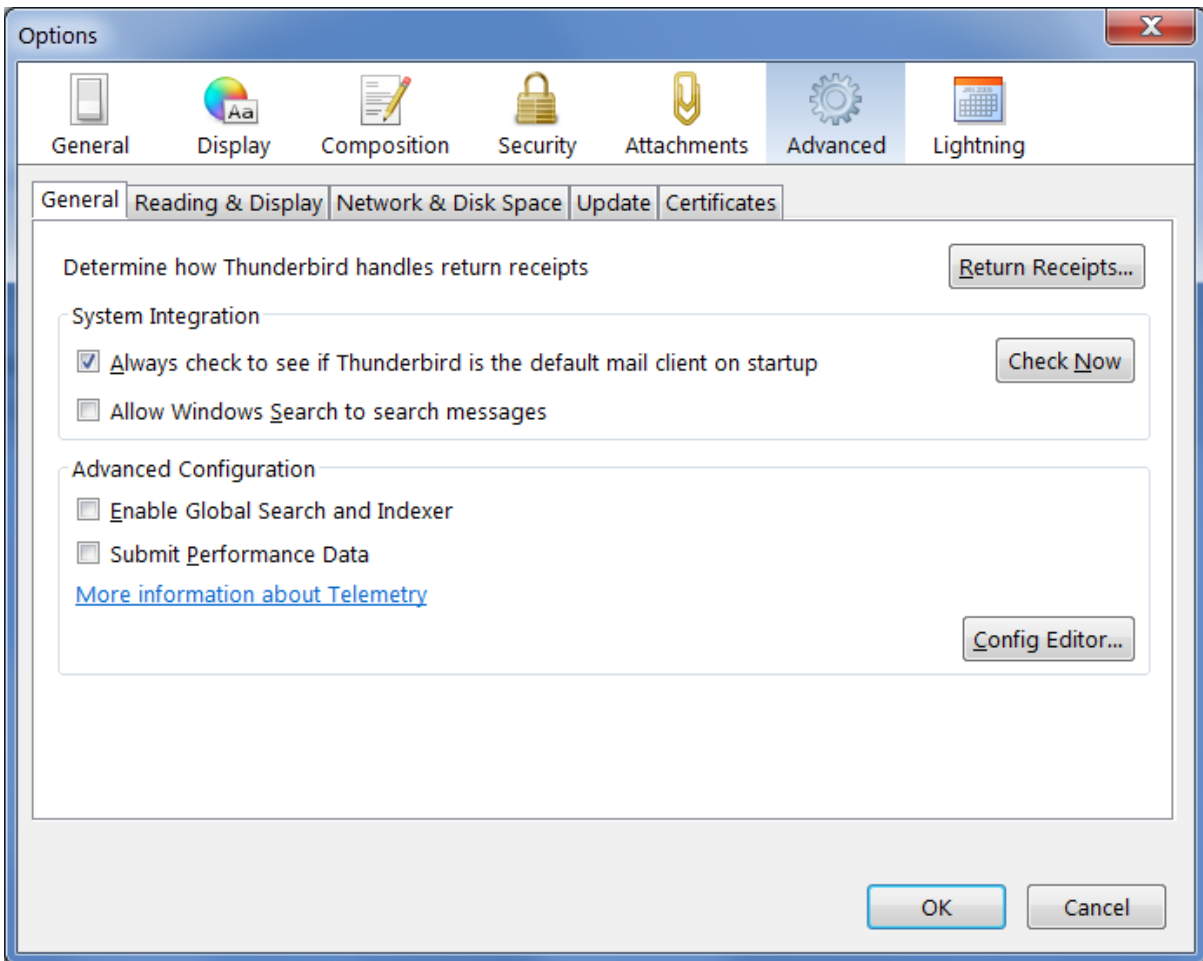 Options
X
Aa
JAN 2008
General Display Composition Security Attachments Advanced Lightning
General Reading & Display Network & Disk Space Update Certificates
Determine how Thunderbird handles return receipts Return Receipts...
System Integration
Always check to see if Thunderbird is the default mail client on startup Check Now
Allow Windows Search to search messages
Advanced Configuration
Enable Global Search and Indexer
Submit Performance Data
More information about Telemetry
Config Editor...
OK Cancel